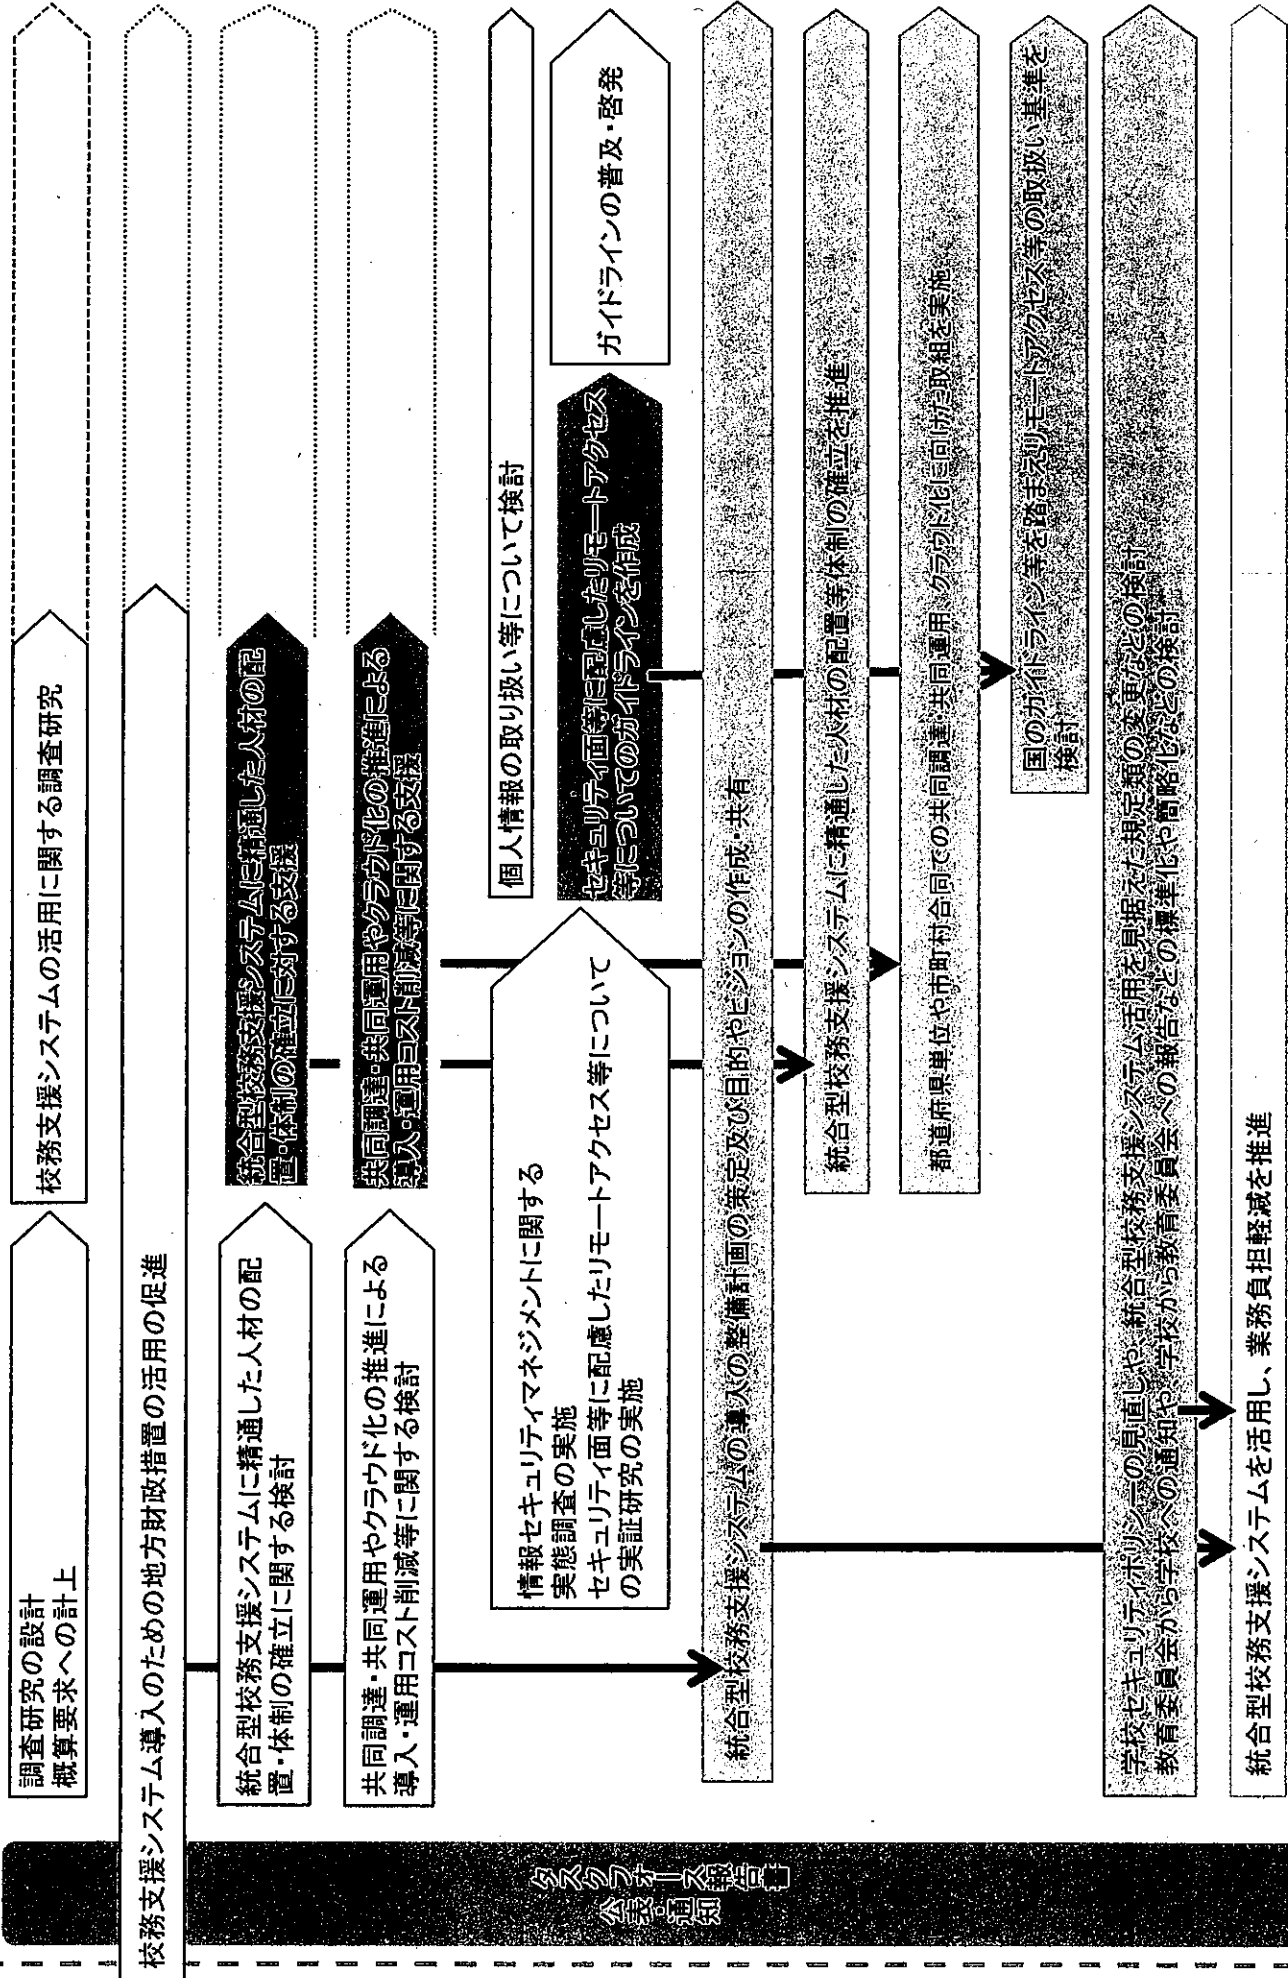 タスクフォース報告書
公表・通知
調査研究の設計
概算要求への計上
校務支援システムの活用に関する調査研究
校務支援システム導入のための地方財政措置の活用の促進
統合型校務支援システムに精通した人材の配
置・体制の確立に関する検討
統合型校務支援システムに精通した人材の配
置・体制の確立に対する支援
共同調達・共同運用やクラウド化の推進による
導入・運用コスト削減等に関する検討
共同調達・共同運用やクラウド化の推進による
導入・運用コスト削減等に関する支援
情報セキュリティマネジメントに関する
実態調査の実施
セキュリティ面等に配慮したリモートアクセス等について
の実証研究の実施
個人情報の取り扱い等について検討
セキュリティ面等に配慮したリモートアクセス
等についてのガイドラインを作成
ガイドラインの普及・啓発
統合型校務支援システムの導入の整備計画の策定及び目的やビジョンの作成・共有
統合型校務支援システムに精通した人材の配置等体制の確立を推進
都道府県単位や市町村合同での共同調達・共同運用、クラウド化に向けた取組を実施
国のガイドライン等を踏まえリモートアクセス等の取扱い基準を
検討
学校セキュリティポリシーの見直しや、統合型校務支援システム活用を見据えた規定類の変更などの検討
教育委員会から学校への通知や、学校から教育委員会への報告などの標準化や簡略化などの検討
統合型校務支援システムを活用し、業務負担軽減を推進